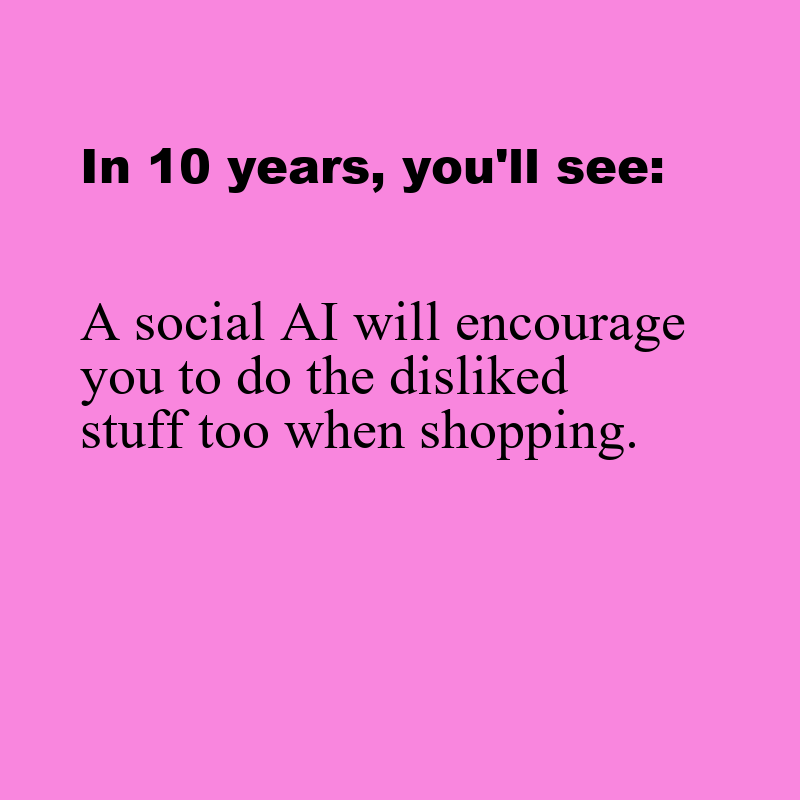 In 10 years, you'll see:
A social AI will encourage
you to do the disliked
stuff too when shopping.